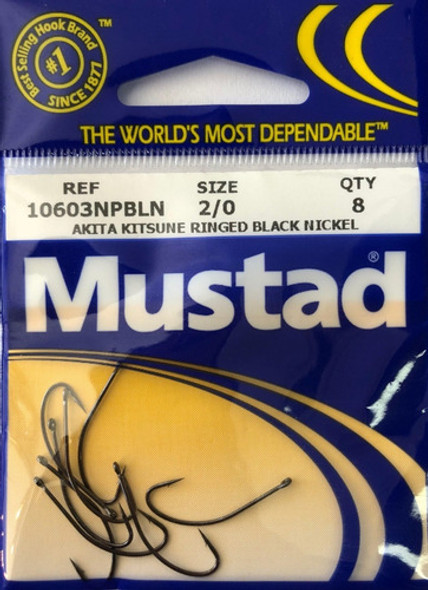 Best Selling Hook Brand
#1
SINCE 1877
™
THE WORLD'S MOST DEPENDABLE™
REF SIZE QTY
10603NPBLN 2/0 8
AKITA KITSUNE RINGED BLACK NICKEL
Mustad®